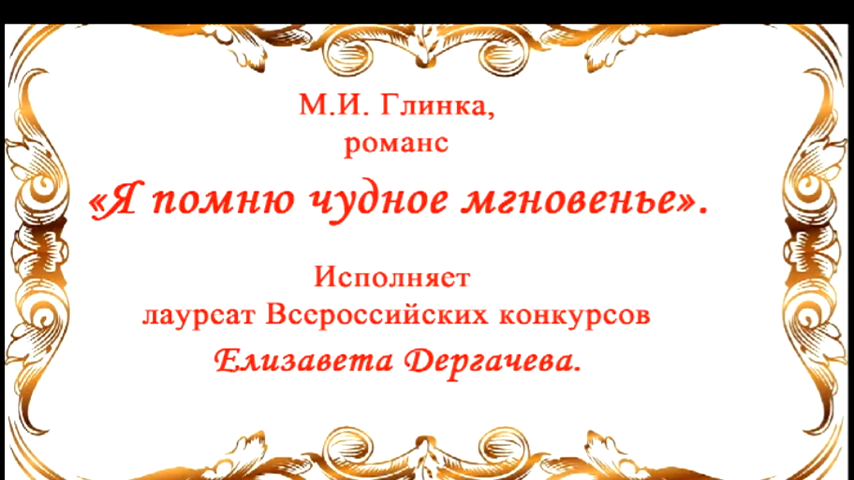 М.И. Глинка,
романс
«Я помню чудное мгновенье».
Исполняет
лауреат Всероссийских конкурсов
Елизавета Дергачева.